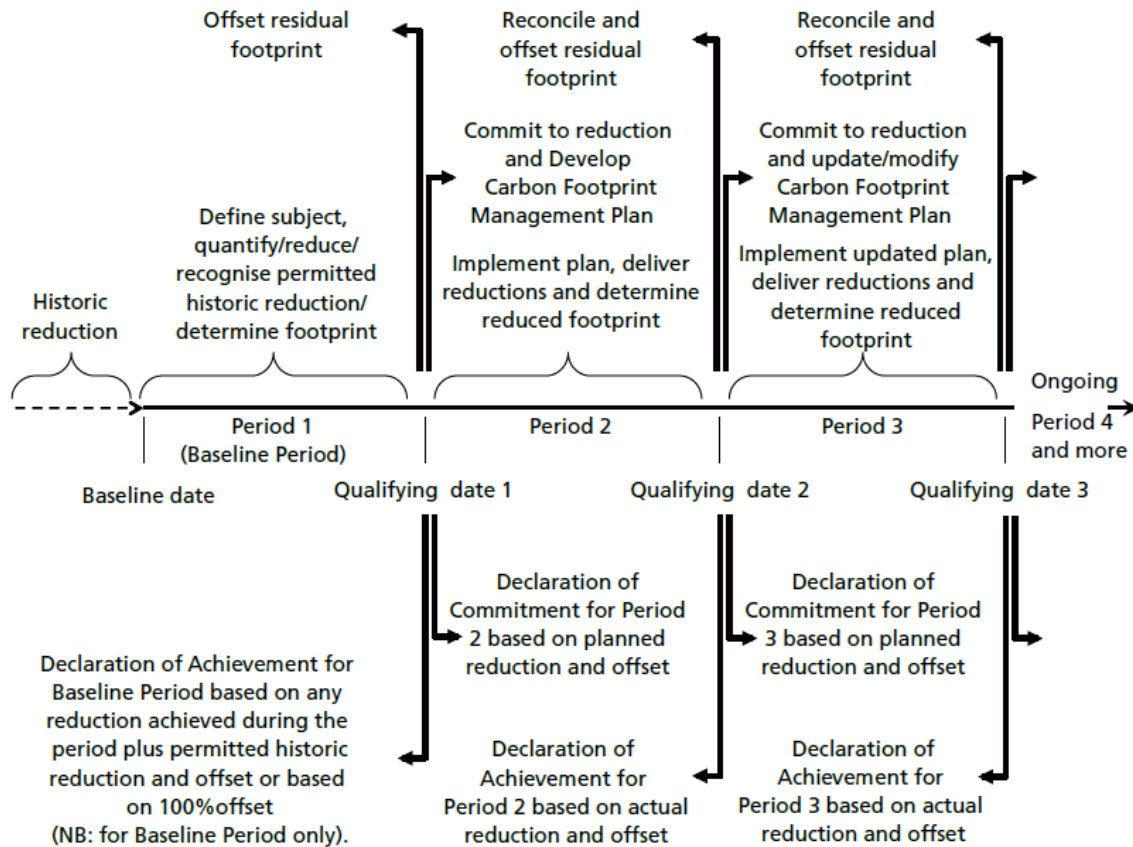 Offset residual
footprint
Reconcile and
offset residual
footprint
Reconcile and
offset residual
footprint
Commit to reduction
and Develop
Carbon Footprint
Management Plan
Commit to reduction
and update/modify
Carbon Footprint
Management Plan
Define subject,
quantify/reduce/
recognise permitted
historic reduction/
determine footprint
Implement plan, deliver
reductions and determine
reduced footprint
Implement updated plan,
deliver reductions and
determine reduced
footprint
Historic
reduction
Ongoing
Period 1
(Baseline Period)
Period 2
Period 3
Period 4
and more
Baseline date
Qualifying date 1
Qualifying date 2
Qualifying date 3
Declaration of
Commitment for Period
2 based on planned
reduction and offset
Declaration of
Commitment for Period
3 based on planned
reduction and offset
Declaration of Achievement for
Baseline Period based on any
reduction achieved during the
period plus permitted historic
reduction and offset or based
on 100%offset
(NB: for Baseline Period only).
Declaration of
Achievement for
Period 2 based on actual
reduction and offset
Declaration of
Achievement for
Period 3 based on actual
reduction and offset